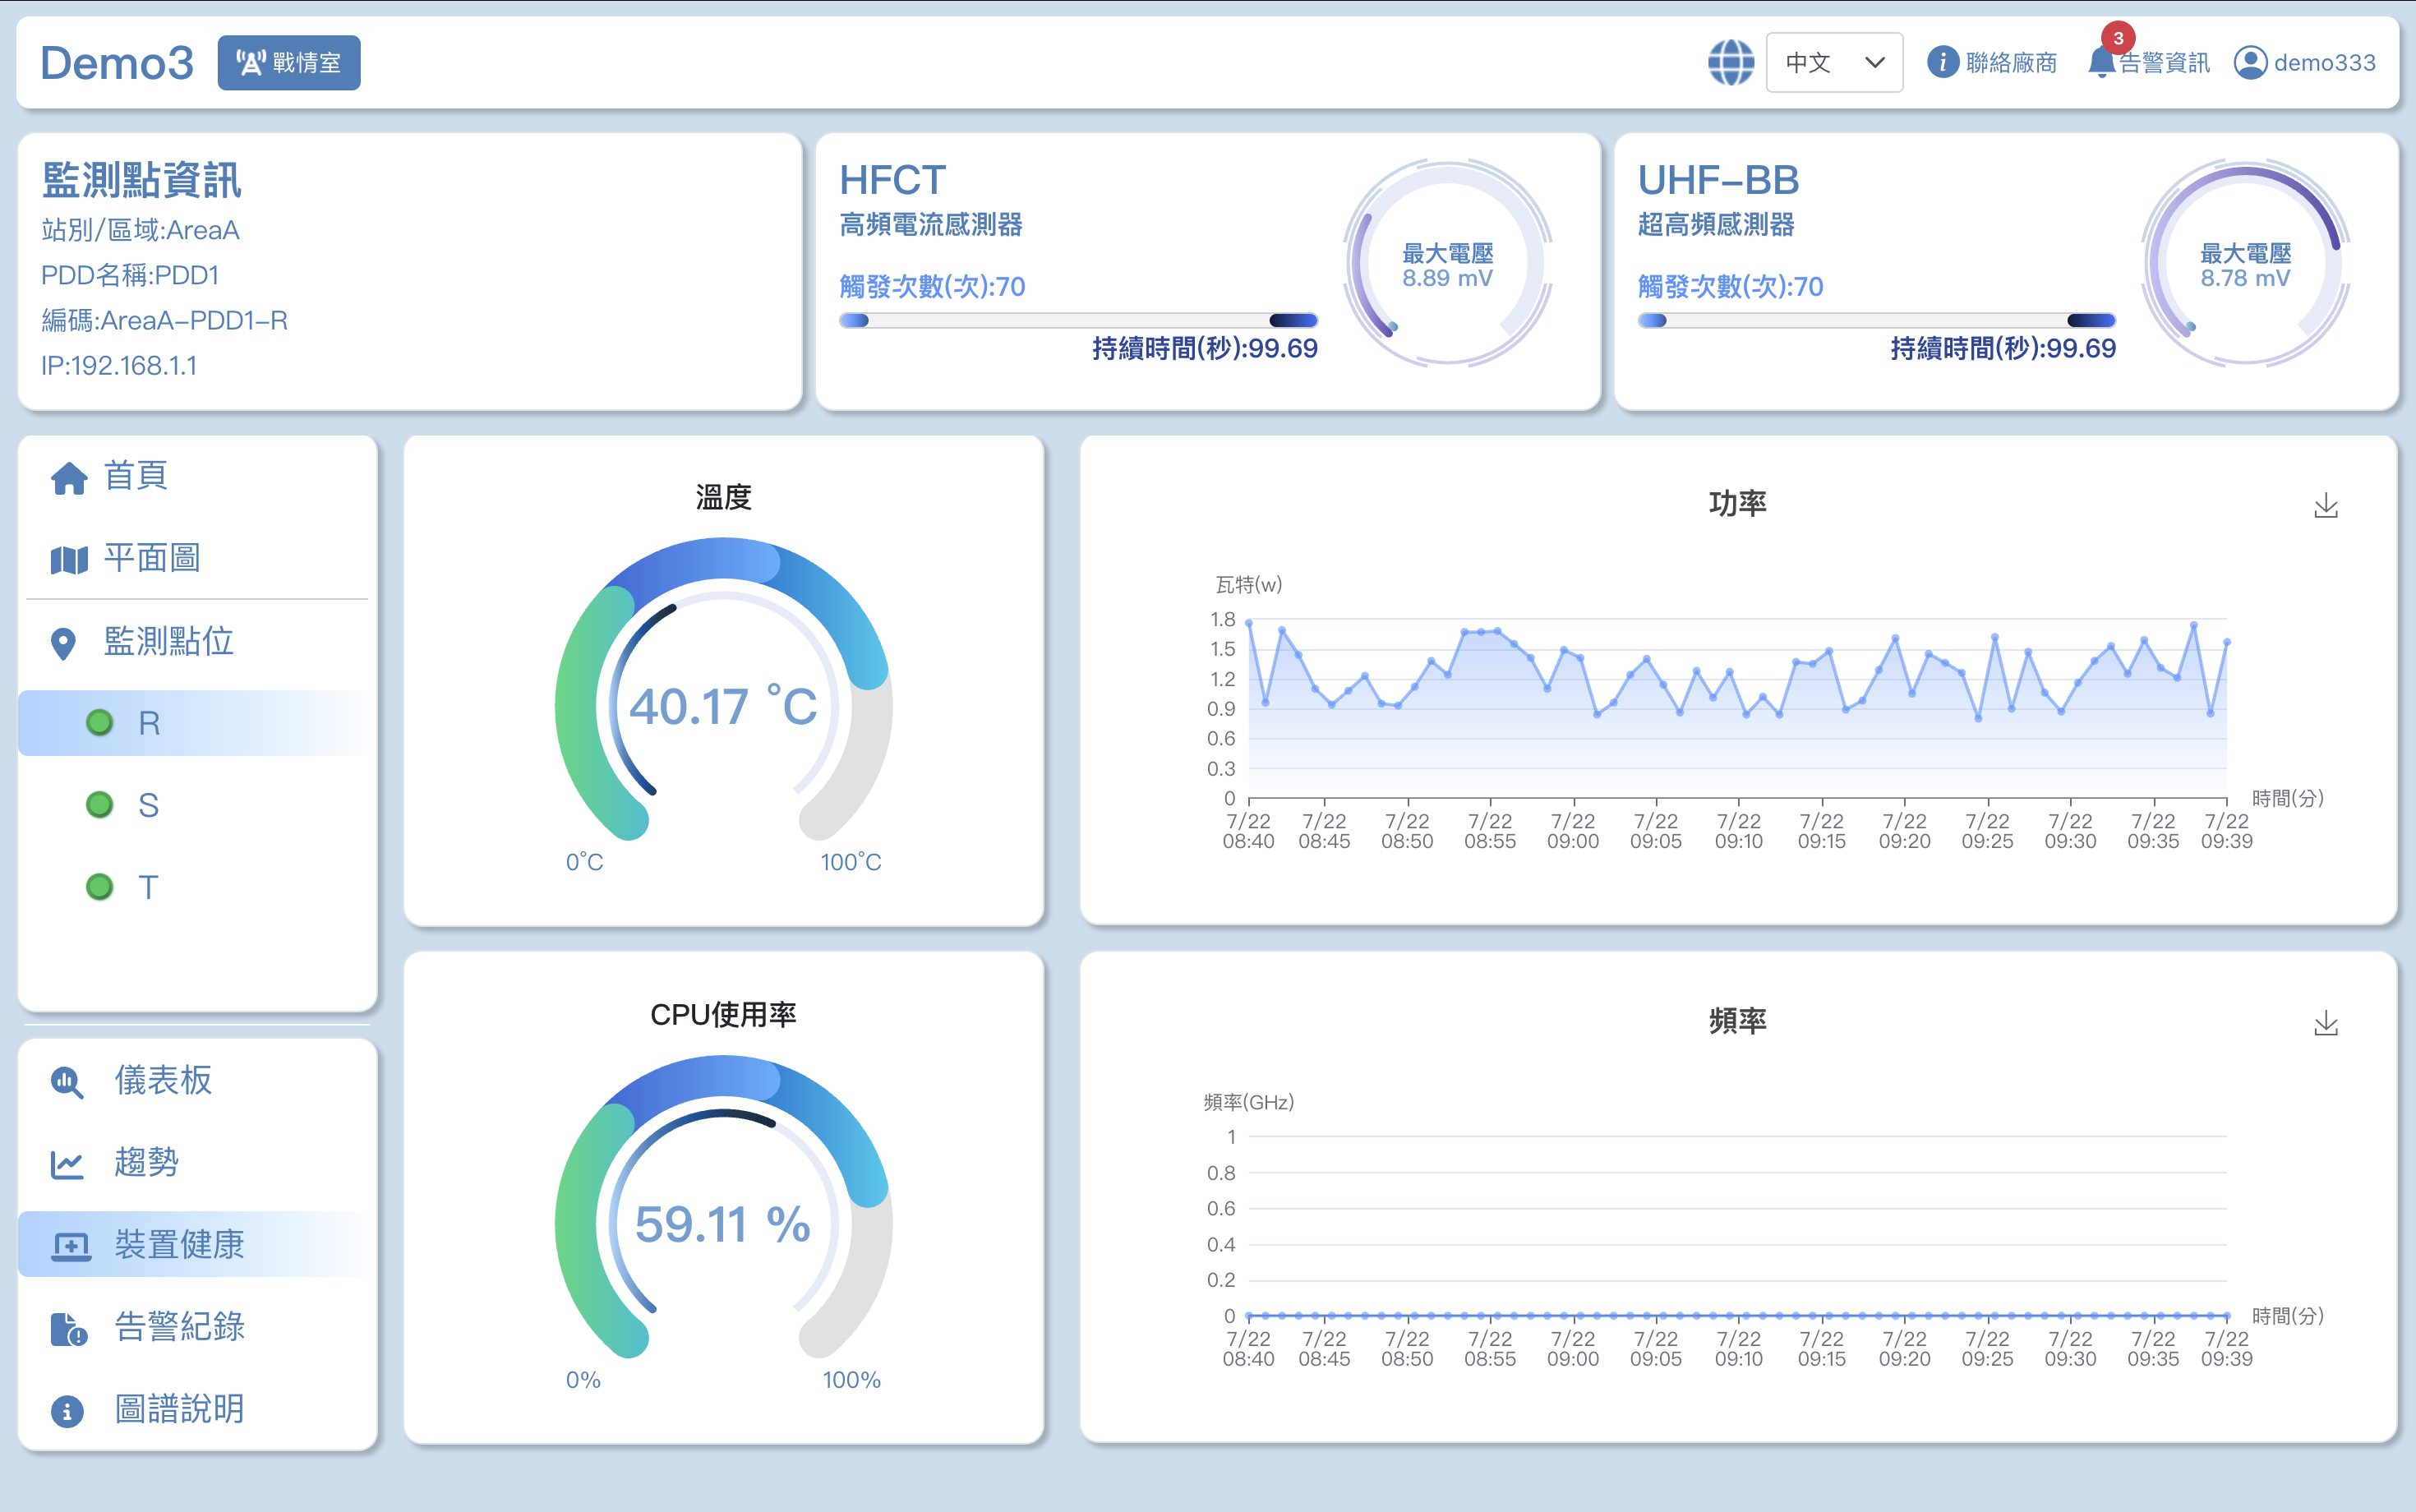 Demo3
戰情室
中文
聯絡廠商
3
告警資訊
demo333
監測點資訊
站別/區域:AreaA
PDD名稱:PDD1
編碼:AreaA-PDD1-R
IP:192.168.1.1
HFCT
高頻電流感測器
觸發次數(次):70
持續時間(秒):99.69
最大電壓
8.89 mV
UHF-BB
超高頻感測器
觸發次數(次):70
持續時間(秒):99.69
最大電壓
8.78 mV
首頁
平面圖
監測點位
R
S
T
儀表板
趨勢
裝置健康
告警紀錄
圖譜說明
溫度
40.17 °C
0°C
100°C
功率
瓦特(w)
1.8
1.5
1.2
0.9
0.6
0.3
0
時間(分)
7/22 7/22 7/22 7/22 7/22 7/22 7/22 7/22 7/22 7/22 7/22 7/22 7/22
08:40 08:45 08:50 08:55 09:00 09:05 09:10 09:15 09:20 09:25 09:30 09:35 09:39
CPU使用率
59.11 %
0%
100%
頻率
頻率(GHz)
1
0.8
0.6
0.4
0.2
0
時間(分)
7/22 7/22 7/22 7/22 7/22 7/22 7/22 7/22 7/22 7/22 7/22 7/22 7/22
08:40 08:45 08:50 08:55 09:00 09:05 09:10 09:15 09:20 09:25 09:30 09:35 09:39